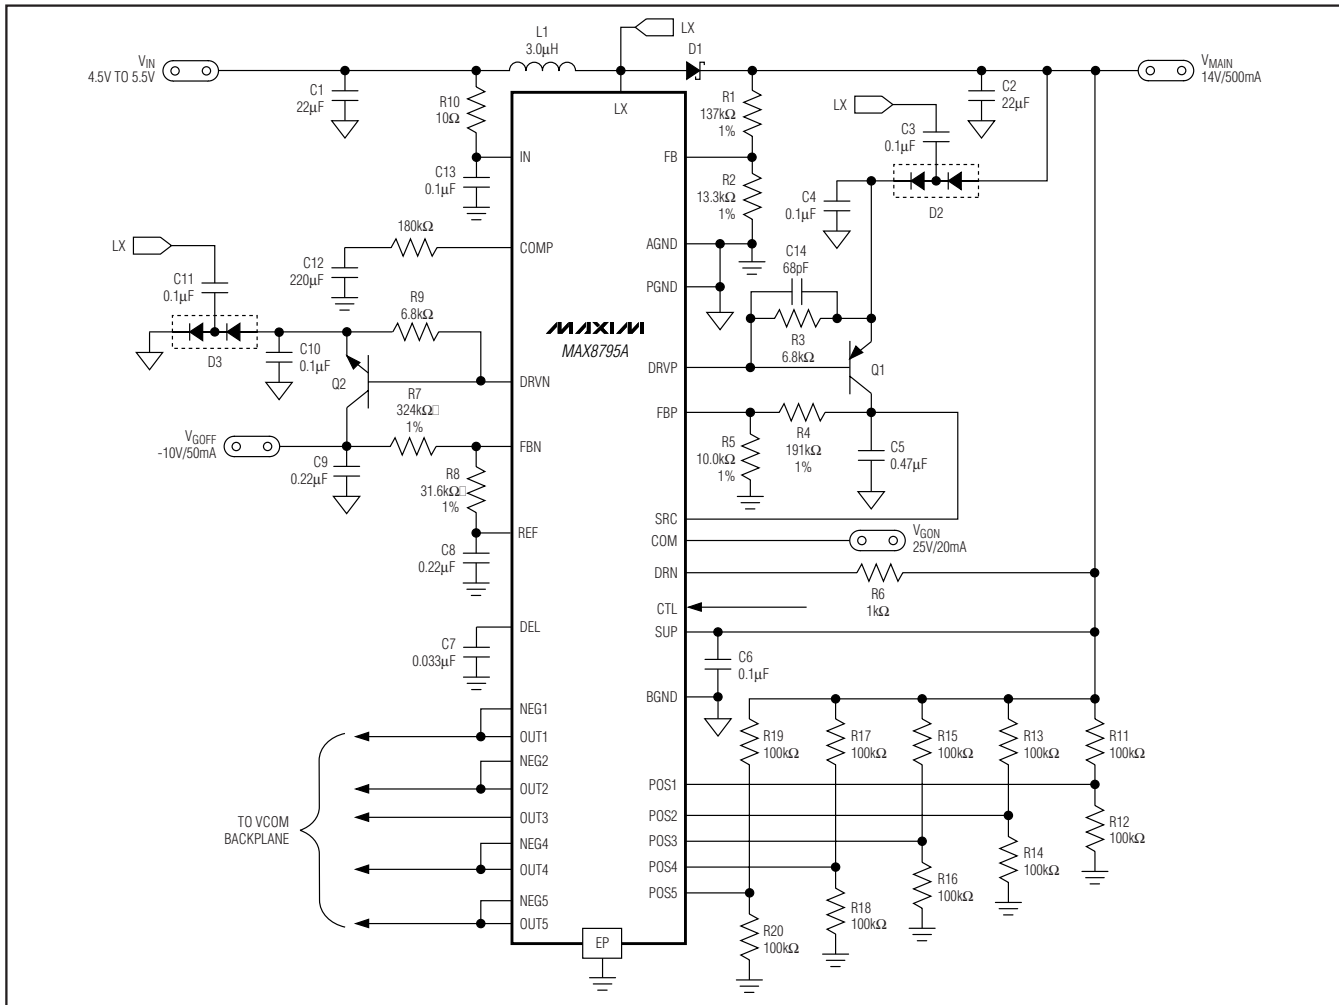 VIN
4.5V TO 5.5V
L1
3.0µH
LX
D1
VMAIN
14V/500mA
C1
22µF
R10
10Ω
LX
R1
137kΩ
1%
LX
C2
22µF
C3
0.1µF
IN
FB
C13
0.1µF
R2
13.3kΩ
1%
C4
0.1µF
D2
180kΩ
COMP
AGND
LX
C12
220µF
C14
68pF
C11
0.1µF
PGND
R9
6.8kΩ
MAXIM
MAX8795A
R3
6.8kΩ
D3
C10
0.1µF
Q2
DRVN
DRVP
Q1
R7
324kΩ□
1%
FBP
VGOFF
-10V/50mA
FBN
R5
10.0kΩ
1%
R4
191kΩ
1%
C5
0.47µF
C9
0.22µF
R8
31.6kΩ□
1%
REF
SRC
COM
VGON
25V/20mA
C8
0.22µF
DRN
R6
1kΩ
CTL
DEL
SUP
C7
0.033µF
C6
0.1µF
BGND
NEG1
OUT1
R19
100kΩ
R17
100kΩ
R15
100kΩ
R13
100kΩ
R11
100kΩ
NEG2
OUT2
POS1
OUT3
POS2
R12
100kΩ
TO VCOM
BACKPLANE
NEG4
POS3
OUT4
POS4
R14
100kΩ
R16
100kΩ
NEG5
POS5
OUT5
R18
100kΩ
R20
100kΩ
EP